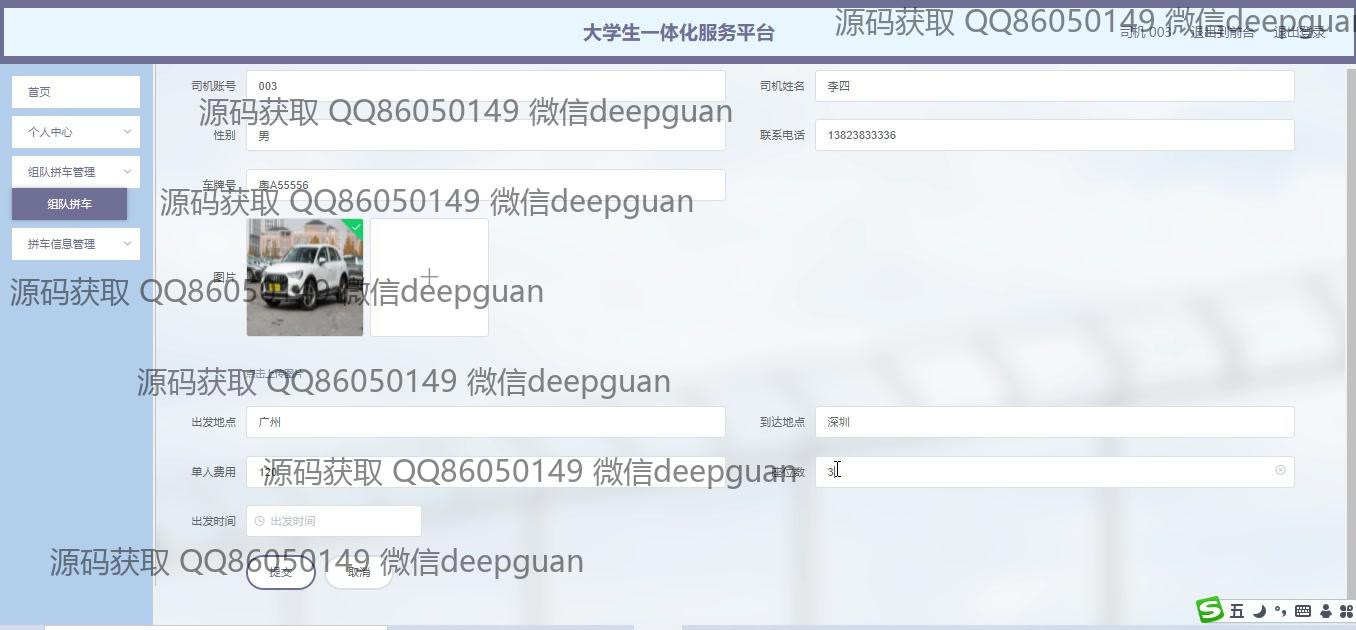 大学生一体化服务平台
源码获取 QQ86050149 微信deepguan
司机 003 退出到前台 退出登录
首页
个人中心
组队拼车管理
组队拼车
拼车信息管理
司机账号 003 司机姓名 李四
源码获取 QQ86050149 微信deepguan
性别 男 联系电话 13823833336
车牌号 粤A55556
源码获取 QQ86050149 微信deepguan
图片
源码获取 QQ86050149 微信deepguan
点击上传图片
源码获取 QQ86050149 微信deepguan
出发地点 广州 到达地点 深圳
单人费用 120 座位数 3
源码获取 QQ86050149 微信deepguan
出发时间 出发时间
源码获取 QQ86050149 微信deepguan
提交 取消
五